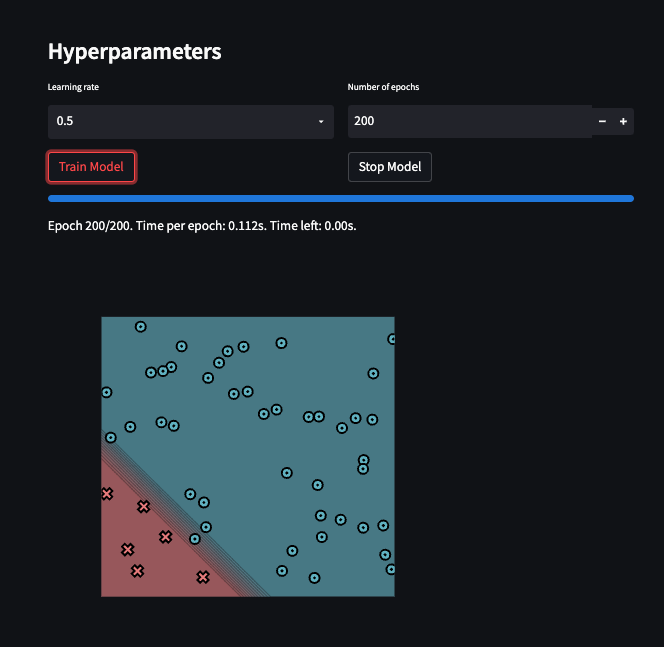 Hyperparameters
Learning rate
Number of epochs
0.5
200
Train Model
Stop Model
Epoch 200/200. Time per epoch: 0.112s. Time left: 0.00s.